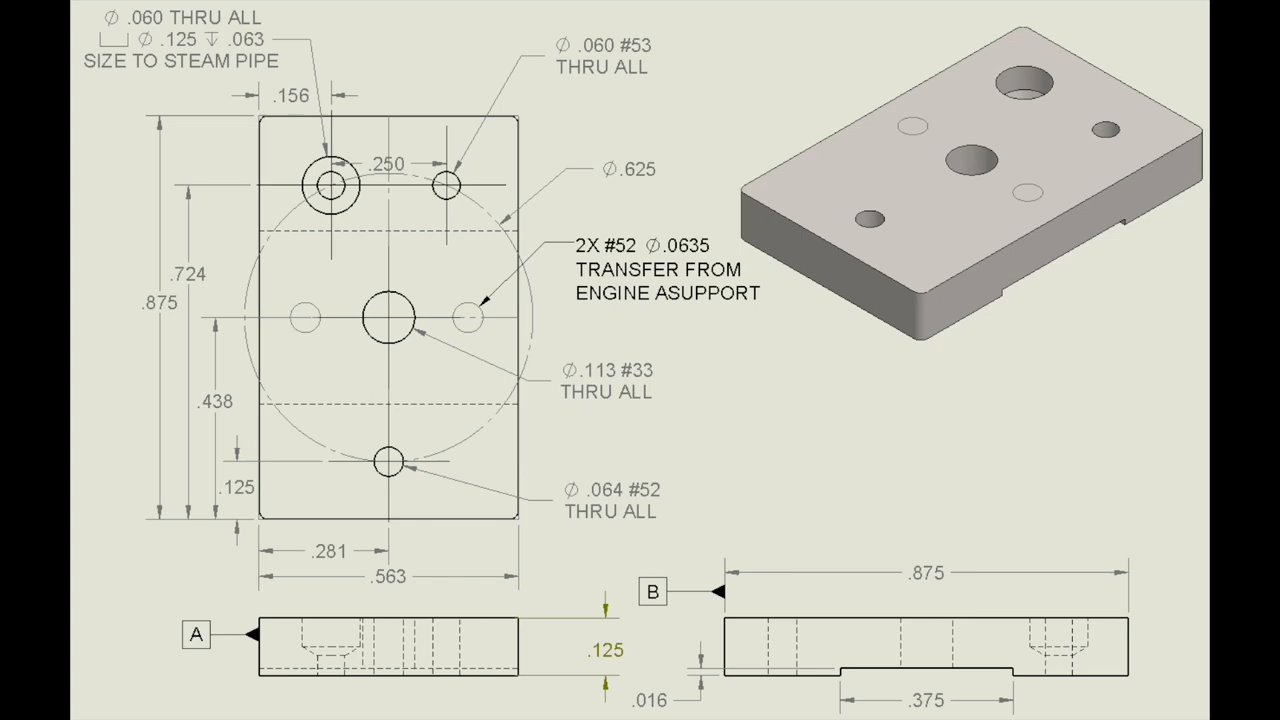 ∅ .060 THRU ALL
⌴ ∅ .125 ↧ .063
SIZE TO STEAM PIPE
∅ .060 #53
THRU ALL
.156
.250
∅.625
2X #52 ∅.0635
TRANSFER FROM
ENGINE ASUPPORT
.724
.875
∅.113 #33
THRU ALL
.438
.125
∅ .064 #52
THRU ALL
.281
.563
.875
B
A
.125
.016
.375